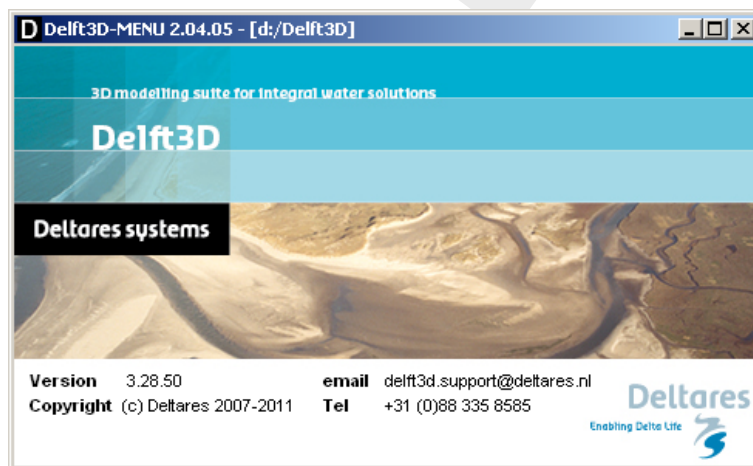 D Delft3D-MENU 2.04.05 - [d:/Delft3D]
3D modelling suite for integral water solutions
Delft3D
Deltares systems
Version 3.28.50 email delft3d.support@deltares.nl
Copyright (c) Deltares 2007-2011 Tel +31 (0)88 335 8585
Deltares
Enabling Delta Life